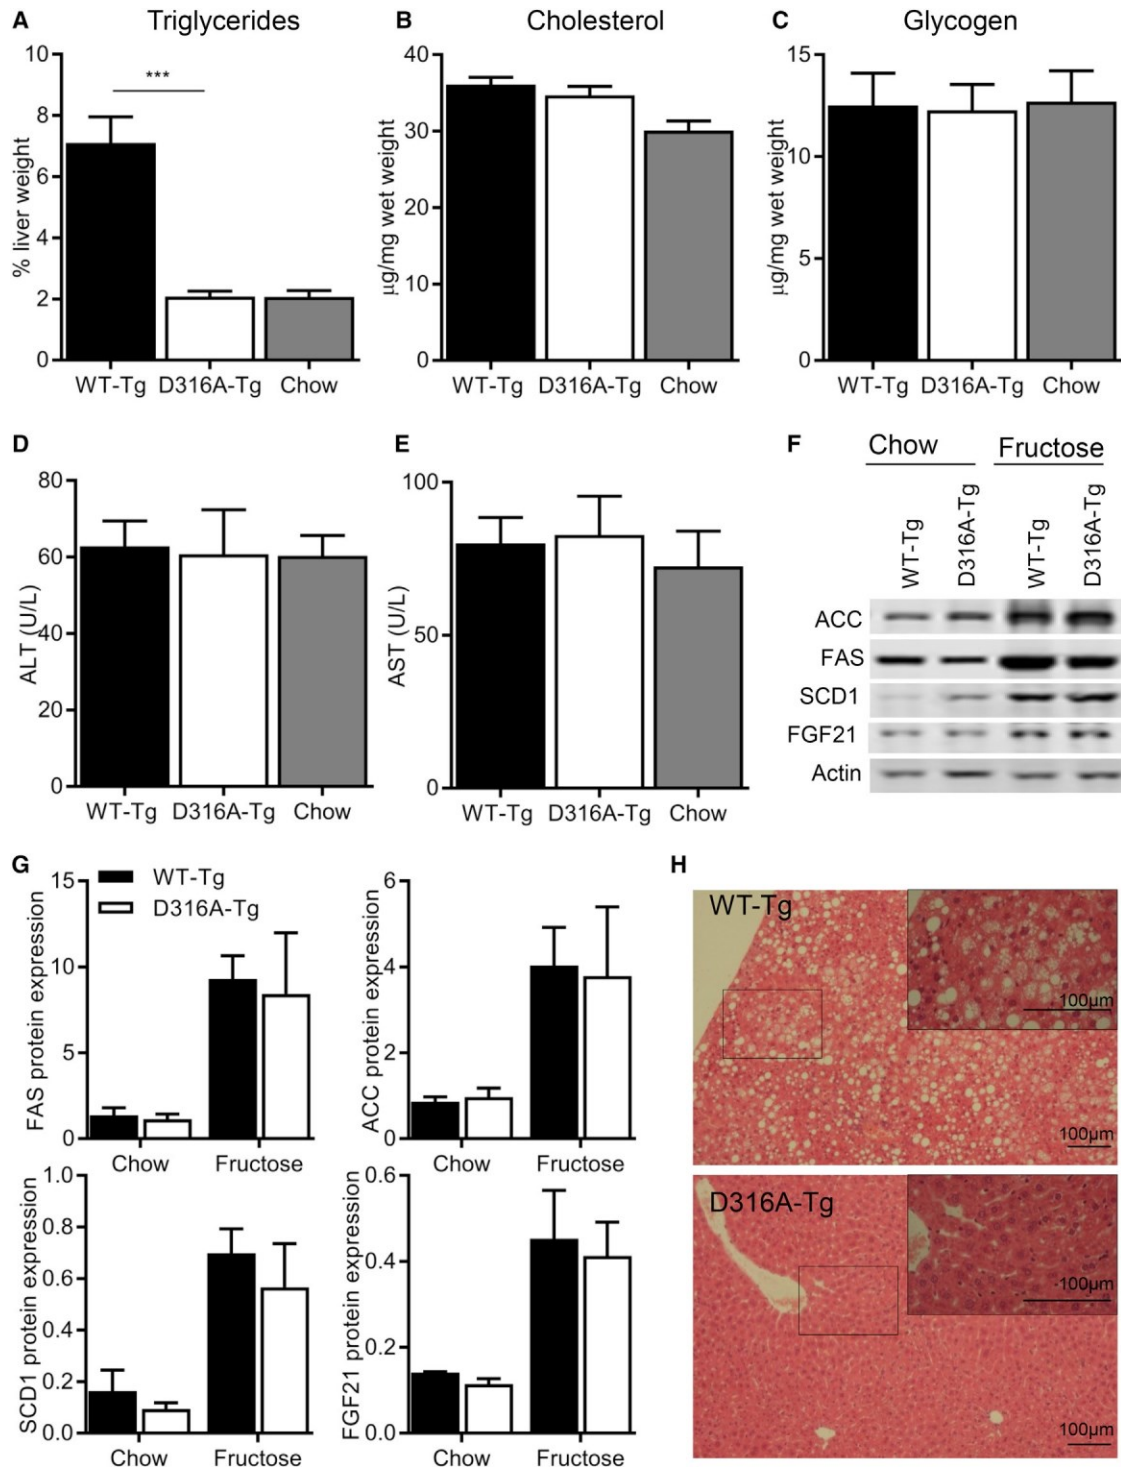 A
Triglycerides
10
8
6
4
2
0
% liver weight
***
WT-Tg
D316A-Tg
Chow
B
Cholesterol
40
30
20
10
0
µg/mg wet weight
WT-Tg
D316A-Tg
Chow
C
Glycogen
15
10
5
0
µg/mg wet weight
WT-Tg
D316A-Tg
Chow
D
80
60
40
20
0
ALT (U/L)
WT-Tg
D316A-Tg
Chow
E
100
50
0
AST (U/L)
WT-Tg
D316A-Tg
Chow
F
Chow
Fructose
WT-Tg
D316A-Tg
WT-Tg
D316A-Tg
ACC
FAS
SCD1
FGF21
Actin
G
WT-Tg
D316A-Tg
15
10
5
0
FAS protein expression
Chow
Fructose
6
4
2
0
ACC protein expression
Chow
Fructose
1.0
0.8
0.6
0.4
0.2
0.0
SCD1 protein expression
Chow
Fructose
0.6
0.4
0.2
0.0
FGF21 protein expression
Chow
Fructose
H
WT-Tg
100µm
100µm
D316A-Tg
100µm
100µm